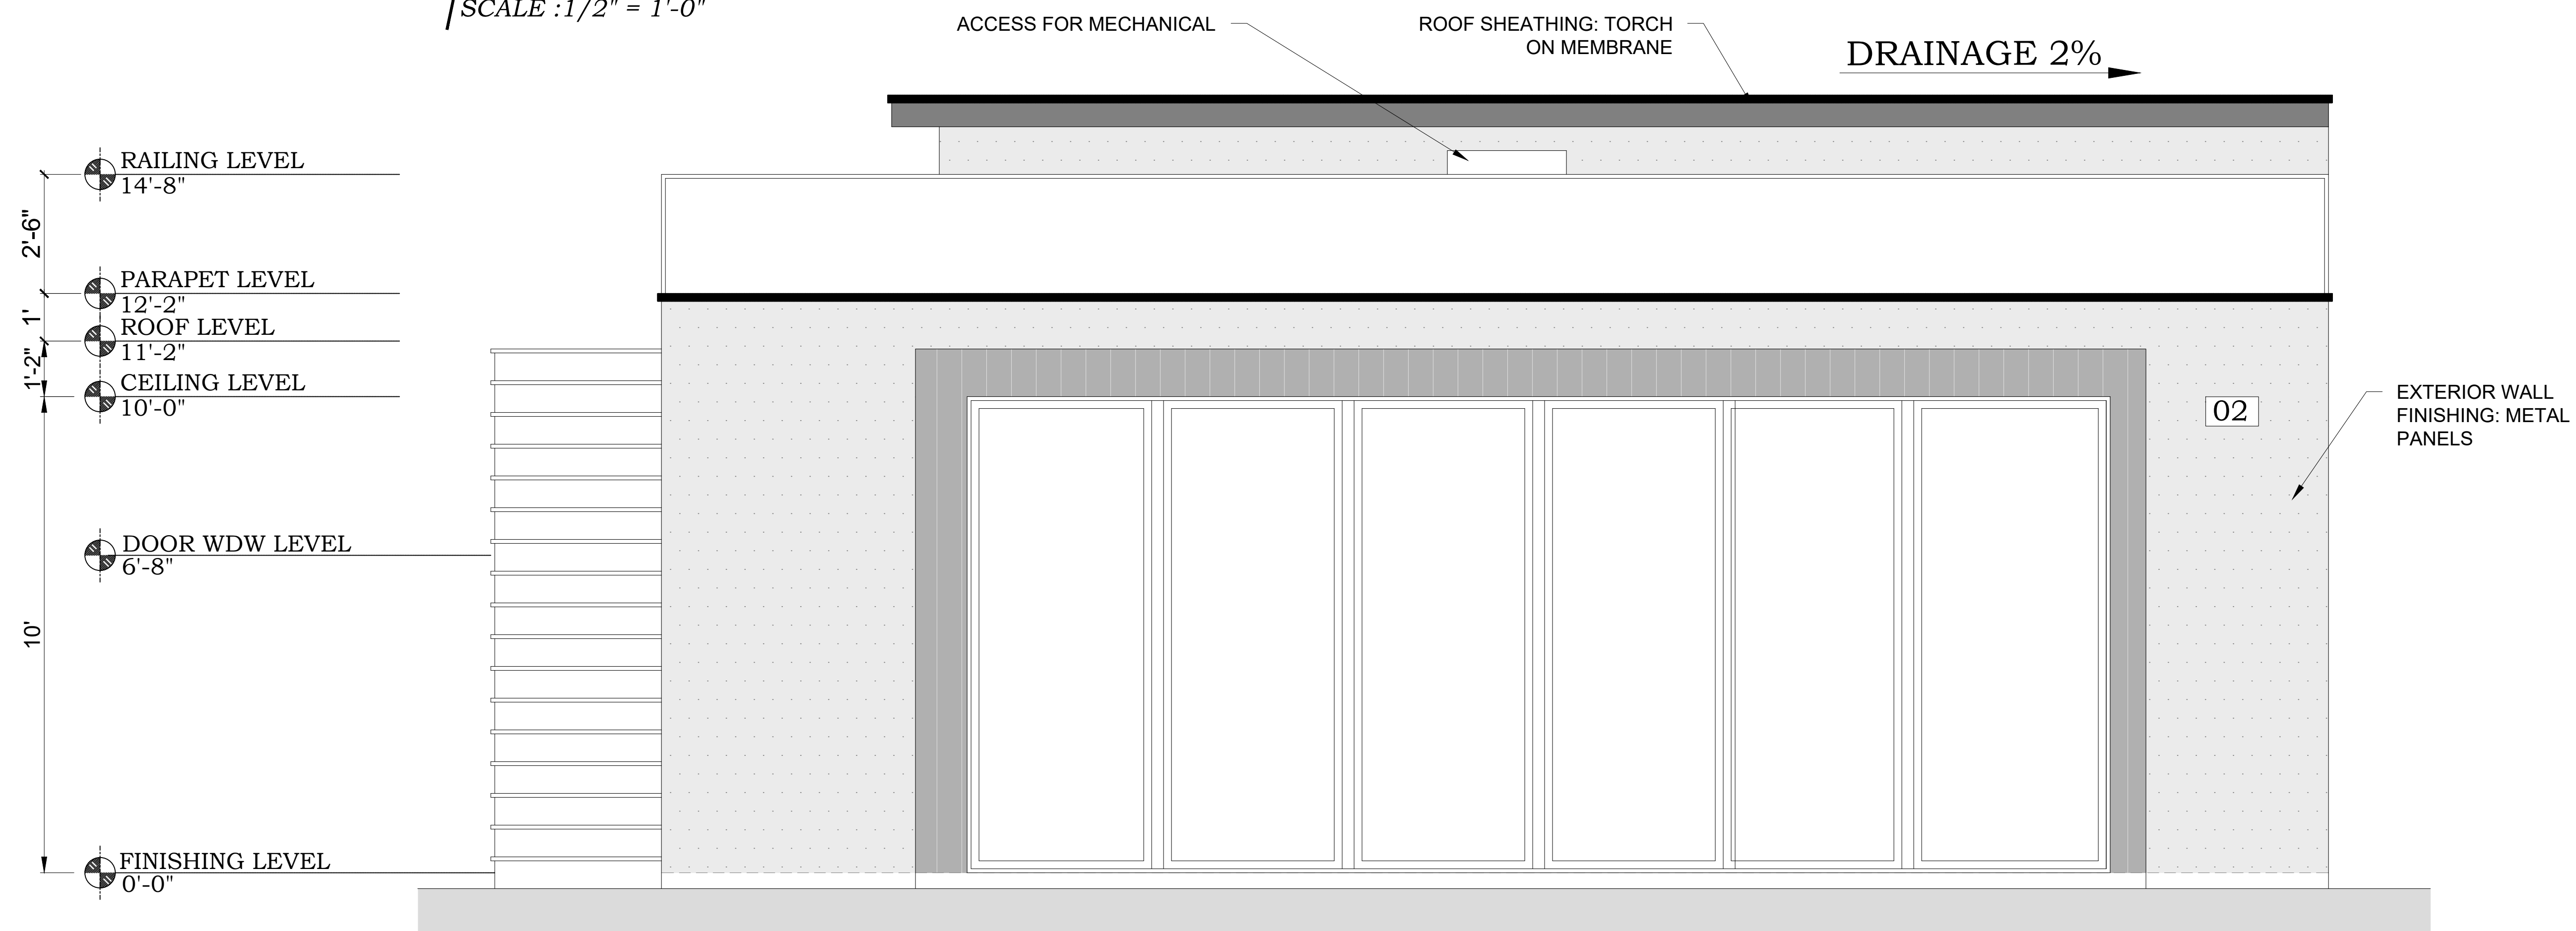 SCALE :1/2" = 1'-0"
ACCESS FOR MECHANICAL
ROOF SHEATHING: TORCH
ON MEMBRANE
DRAINAGE 2%
RAILING LEVEL
14'-8"
2'-6"
PARAPET LEVEL
12'-2"
1'
ROOF LEVEL
11'-2"
1'-2"
CEILING LEVEL
10'-0"
02
EXTERIOR WALL
FINISHING: METAL
PANELS
DOOR WDW LEVEL
6'-8"
10'
FINISHING LEVEL
0'-0"